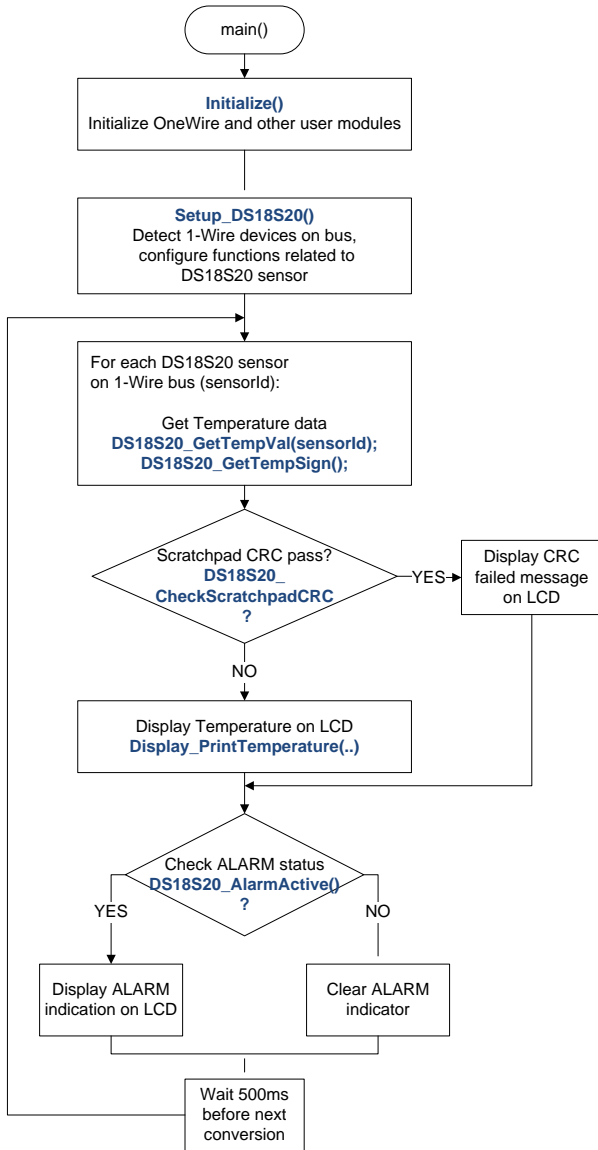 main()
Initialize()
Initialize OneWire and other user modules
Setup_DS18S20()
Detect 1-Wire devices on bus,
configure functions related to
DS18S20 sensor
For each DS18S20 sensor
on 1-Wire bus (sensorId):
Get Temperature data
DS18S20_GetTempVal(sensorId);
DS18S20_GetTempSign();
Scratchpad CRC pass?
DS18S20_
CheckScratchpadCRC
?
YES
Display CRC
failed message
on LCD
NO
Display Temperature on LCD
Display_PrintTemperature(..)
Check ALARM status
DS18S20_AlarmActive()
?
YES
NO
Display ALARM
indication on LCD
Clear ALARM
indicator
Wait 500ms
before next
conversion